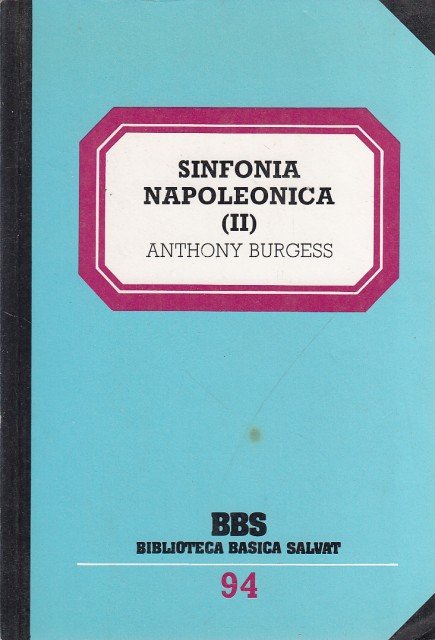 SINFONIA
NAPOLEONICA
(II)
ANTHONY BURGESS
BBS
BIBLIOTECA BASICA SALVAT
94